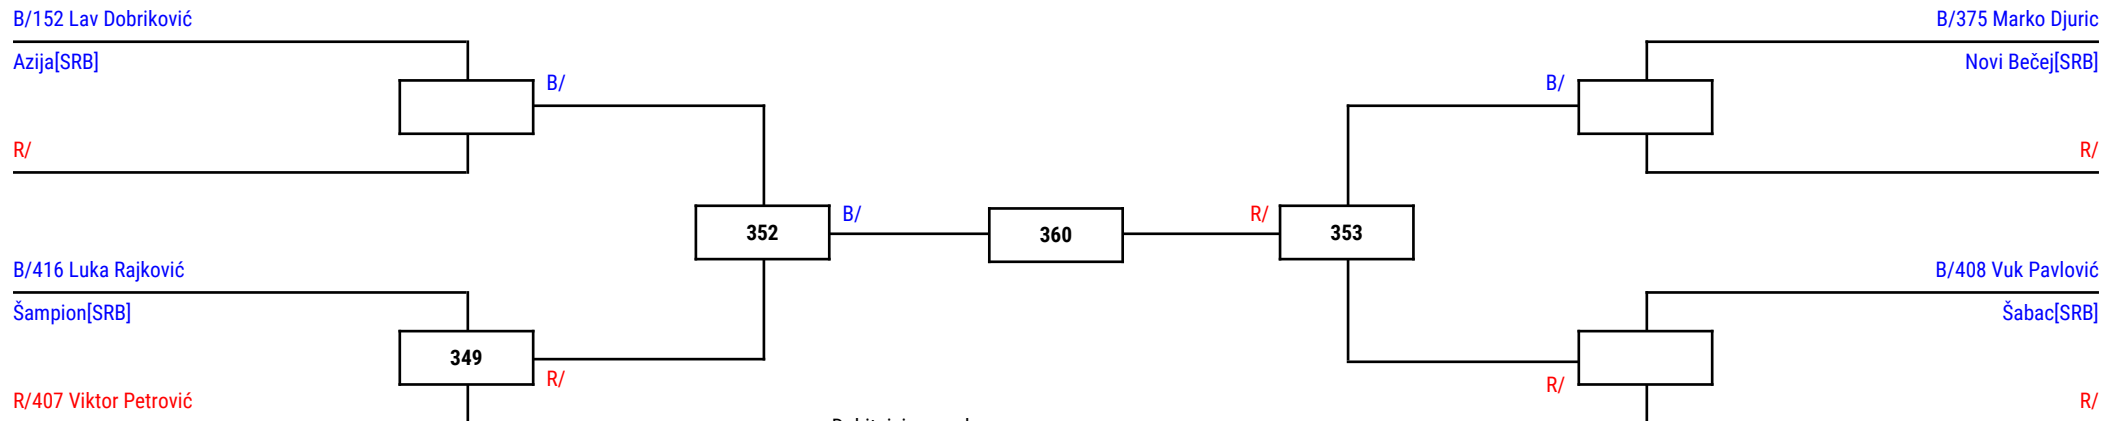 B/152 Lav Dobriković
B/375 Marko Djuric
Azija[SRB]
Novi Bečej[SRB]
B/
B/
R/
R/
352
B/
360
R/
353
B/416 Luka Rajković
B/408 Vuk Pavlović
Šampion[SRB]
Šabac[SRB]
349
R/
R/
R/407 Viktor Petrović
R/